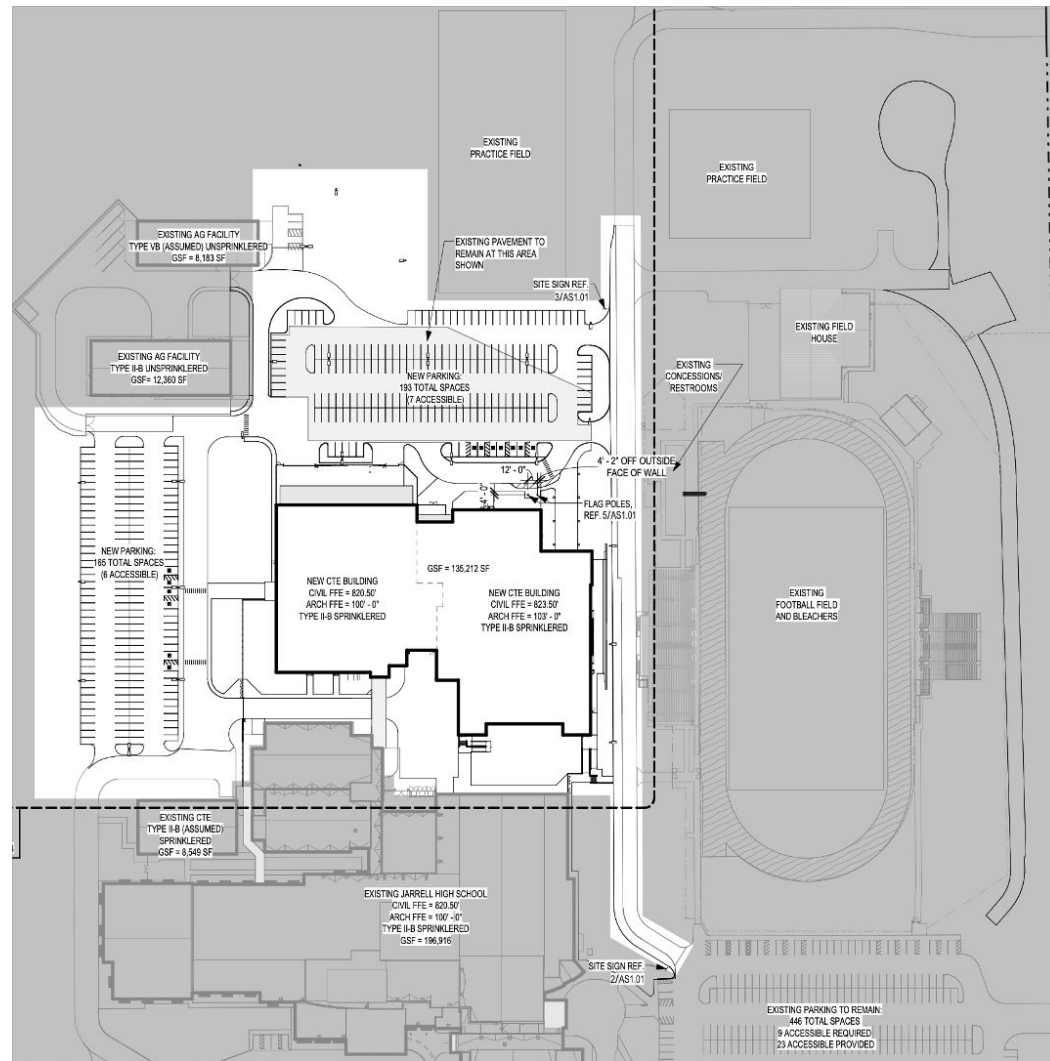 EXISTING
PRACTICE FIELD
EXISTING
PRACTICE FIELD
EXISTING AG FACILITY
TYPE VB (ASSUMED) UNSPRINKLERED
GSF = 8,183 SF
EXISTING PAVEMENT TO
REMAIN AT THIS AREA
SHOWN
SITE SIGN REF.
3/AS1.01
EXISTING FIELD
HOUSE
EXISTING AG FACILITY
TYPE II-B UNSPRINKLERED
GSF= 12,360 SF
EXISTING
CONCESSIONS/
RESTROOMS
NEW PARKING:
193 TOTAL SPACES
(7 ACCESSIBLE)
12' - 0"
4' - 2" OFF OUTSIDE
FACE OF WALL
FLAG POLES,
REF. 5/AS1.01
NEW PARKING:
165 TOTAL SPACES
(6 ACCESSIBLE)
GSF = 135,212 SF
NEW CTE BUILDING
CIVIL FFE = 820.50'
ARCH FFE = 100' - 0"
TYPE II-B SPRINKLERED
NEW CTE BUILDING
CIVIL FFE = 823.50'
ARCH FFE = 103' - 0"
TYPE II-B SPRINKLERED
EXISTING
FOOTBALL FIELD
AND BLEACHERS
EXISTING CTE
TYPE II-B (ASSUMED)
SPRINKLERED
GSF = 8,549 SF
EXISTING JARRELL HIGH SCHOOL
CIVIL FFE = 820.50'
ARCH FFE = 100' - 0"
TYPE II-B SPRINKLERED
GSF = 196,916
SITE SIGN REF.
2/AS1.01
EXISTING PARKING TO REMAIN:
446 TOTAL SPACES
9 ACCESSIBLE REQUIRED
23 ACCESSIBLE PROVIDED